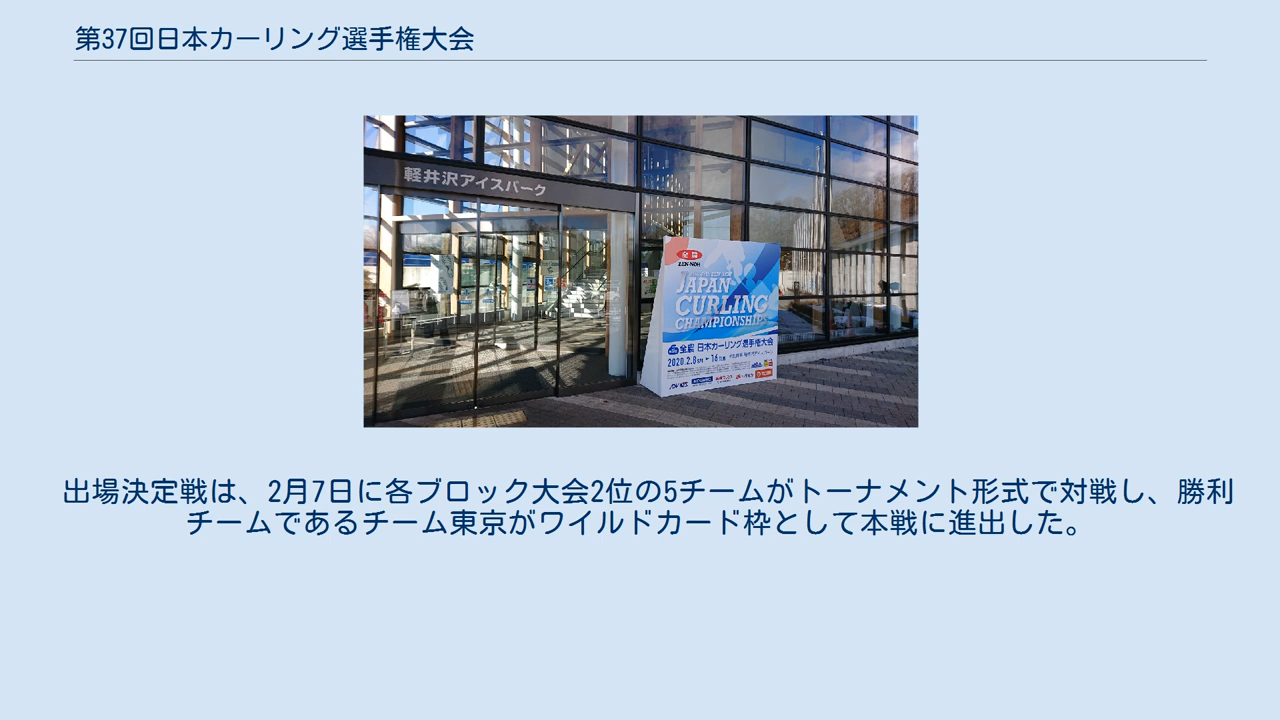 第37回日本カーリング選手権大会
軽井沢アイスパーク
全農
ZEN-NOH
JAPAN
CURLING
CHAMPIONSHIPS
全農 日本カーリング選手権大会
2020.2.8
16
出場決定戦は、2月7日に各ブロック大会2位の5チームがトーナメント形式で対戦し、勝利
チームであるチーム東京がワイルドカード枠として本戦に進出した。